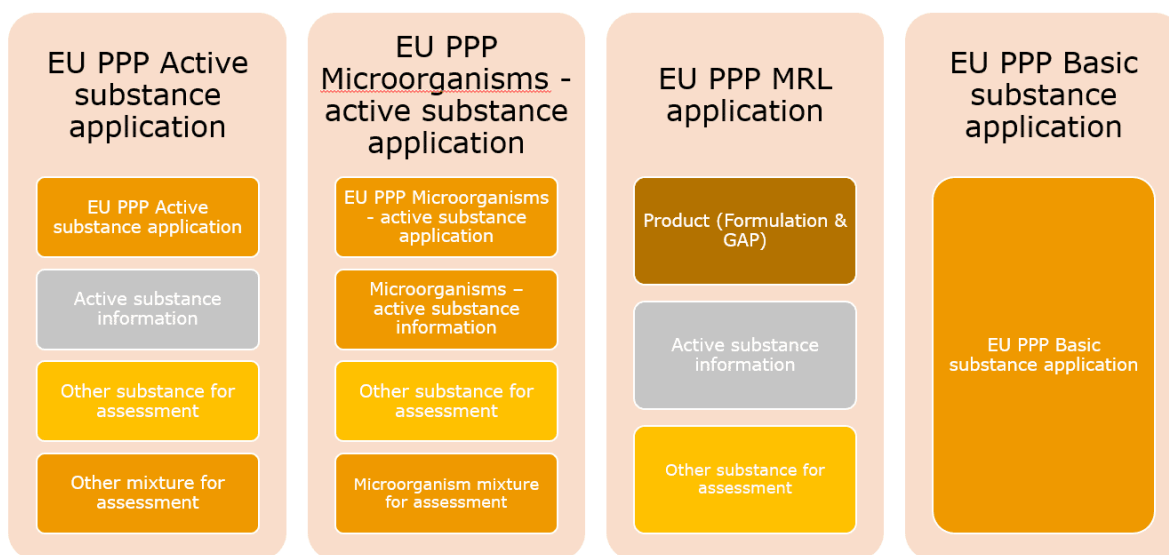 EU PPP Active
substance
application
EU PPP Active
substance application
Active substance
information
Other substance for
assessment
Other mixture for
assessment
EU PPP
Microorganisms -
active substance
application
EU PPP Microorganisms
- active substance
application
Microorganisms –
active substance
information
Other substance for
assessment
Microorganism mixture
for assessment
EU PPP MRL
application
Product (Formulation &
GAP)
Active substance
information
Other substance for
assessment
EU PPP Basic
substance
application
EU PPP Basic
substance application